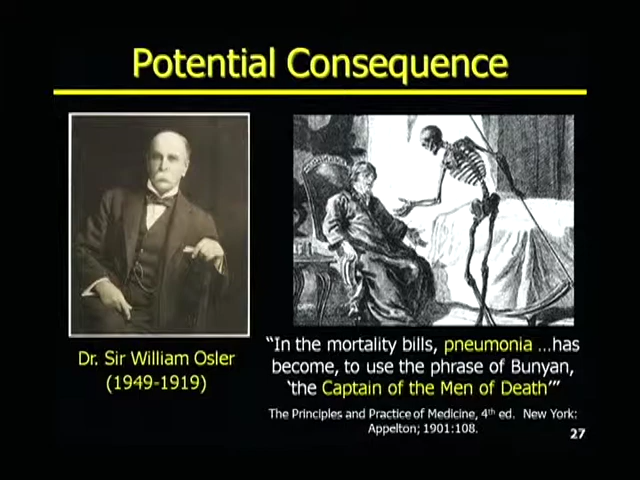 Potential Consequence
Dr. Sir William Osler
(1949-1919)
“In the mortality bills, pneumonia ...has
become, to use the phrase of Bunyan,
‘the Captain of the Men of Death’”
The Principles and Practice of Medicine, 4th ed. New York:
Appelton; 1901:108.
27